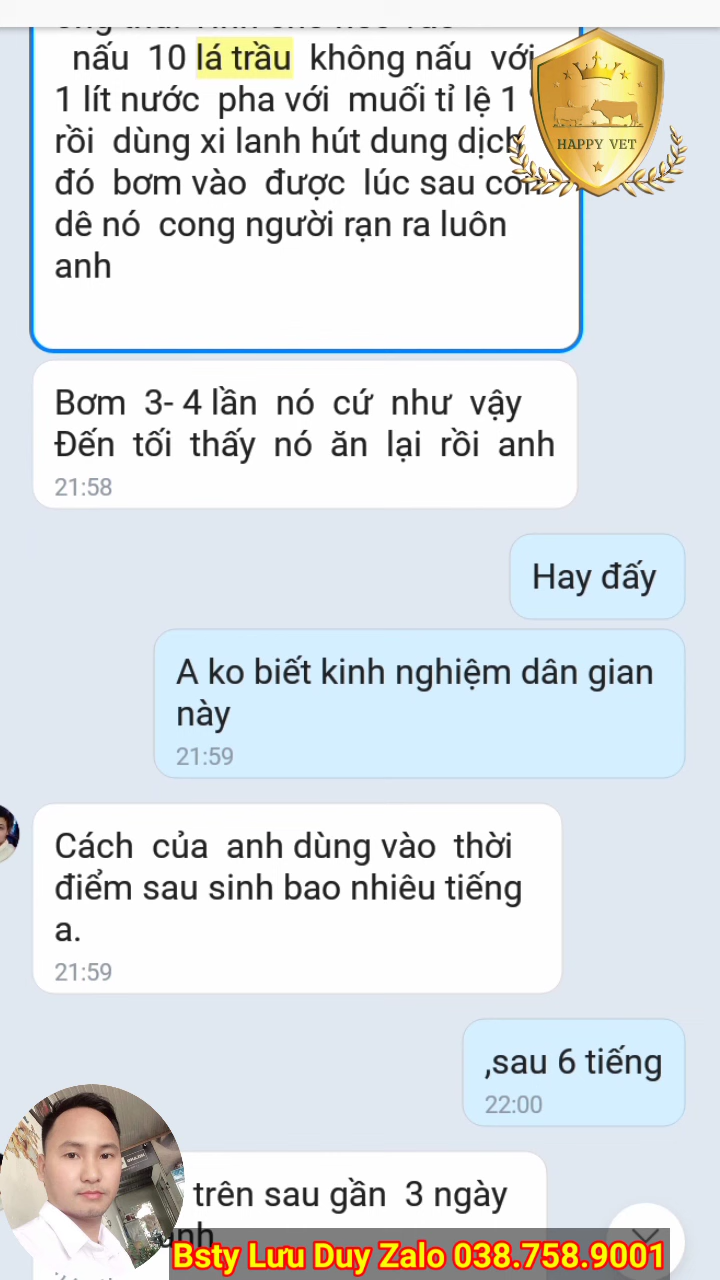 nấu 10 lá trầu không nấu với
1 lít nước pha với muối tỉ lệ 1
HAPPY VET
rồi dùng xi lanh hút dung dịch
đó bơm vào được lúc sau con
dê nó cong người rạn ra luôn
anh
Bơm 3- 4 lần nó cứ như vậy
Đến tối thấy nó ăn lại rồi anh
21:58
Hay đấy
A ko biết kinh nghiệm dân gian
này
21:59
Cách của anh dùng vào thời
điểm sau sinh bao nhiêu tiếng
a.
21:59
,sau 6 tiếng
22:00
trên sau gần 3 ngày
Bsty Lưu Duy Zalo 038.758.9001